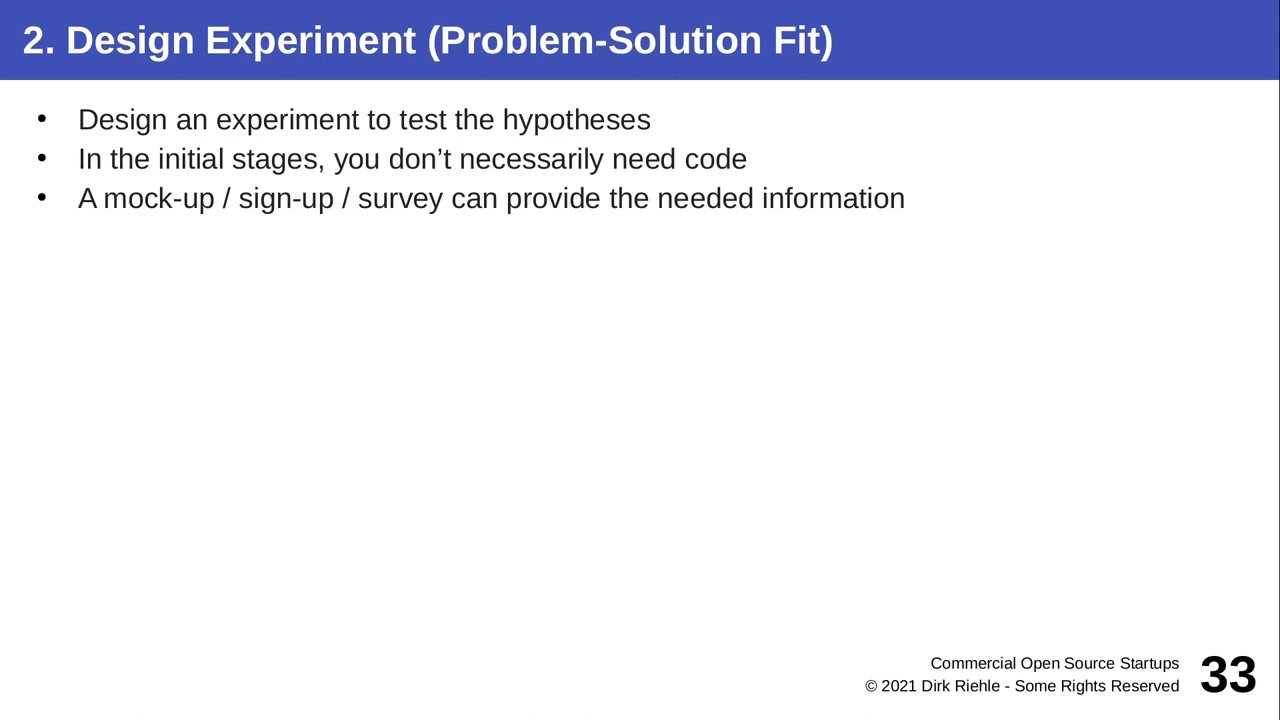 2. Design Experiment (Problem-Solution Fit)
• Design an experiment to test the hypotheses
• In the initial stages, you don’t necessarily need code
• A mock-up / sign-up / survey can provide the needed information
Commercial Open Source Startups
© 2021 Dirk Riehle - Some Rights Reserved
33